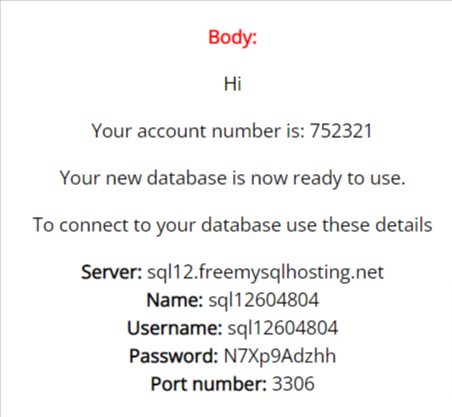 Body:
Hi
Your account number is: 752321
Your new database is now ready to use.
To connect to your database use these details
Server: sql12.freemysqlhosting.net
Name: sql12604804
Username: sql12604804
Password: N7Xp9Adzhh
Port number: 3306